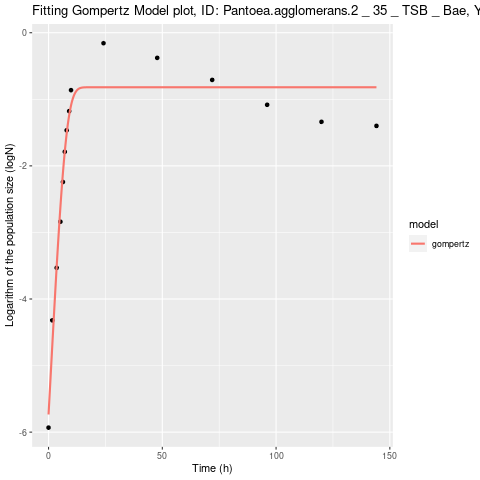 Fitting Gompertz Model plot, ID: Pantoea.agglomerans.2 _ 35 _ TSB _ Bae, Y
Logarithm of the population size (logN)
0
-2
-4
-6
0
50
100
150
Time (h)
model
gompertz